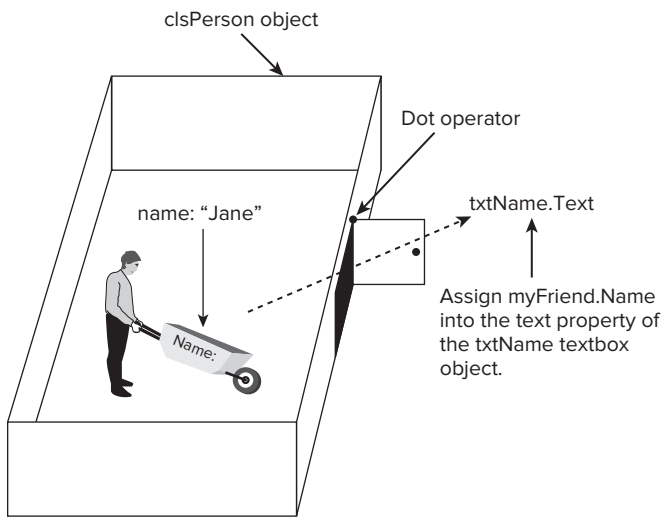 clsPerson object
Dot operator
name: “Jane”
txtName.Text
Name:
Assign myFriend.Name
into the text property of
the txtName textbox
object.